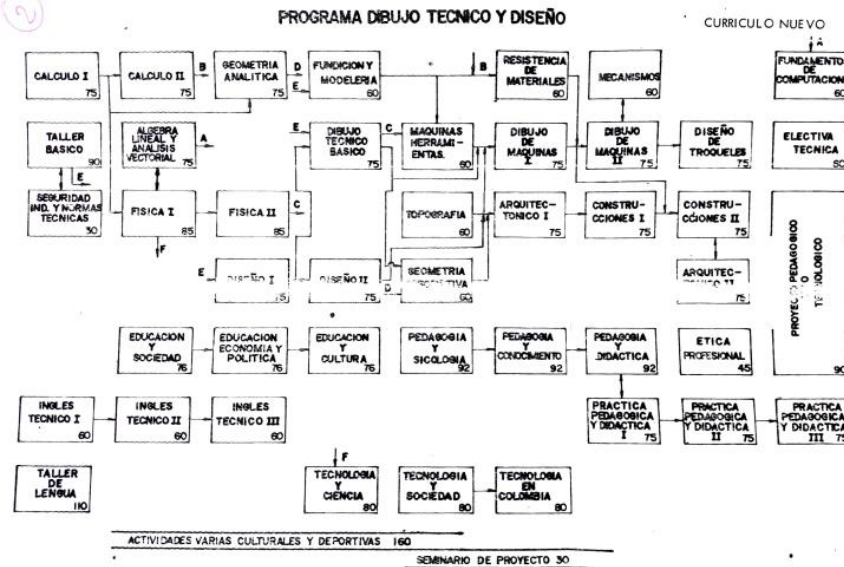 2
PROGRAMA DIBUJO TECNICO Y DISEÑO
CURRICULO NUEVO
A
CALCULO I
75
CALCULO II
75
B
GEOMETRIA
ANALITICA
75
D
E
FUNDICION Y
MODELERIA
60
B
RESISTENCIA
DE
MATERIALES
60
MECANISMOS
60
FUNDAMENTO
DE
COMPUTACION
60
TALLER
BASICO
90
E
ALGEBRA
LINEAL Y
ANALISIS
VECTORIAL
75
A
E
DIBUJO
TECNICO
BASICO
75
C
MAQUINAS
HERRAMI-
ENTAS.
60
DIBUJO
DE
MAQUINAS
I
75
DIBUJO
DE
MAQUINAS
II
75
DISEÑO
DE
TROQUELES
75
ELECTIVA
TECNICA
SEGURIDAD
IND. Y NORMAS
TECNICAS
30
FISICA I
85
F
FISICA II
85
C
TOPOGRAFIA
60
ARQUITEC-
TONICO I
75
CONSTRU-
CCIONES I
75
CONSTRU-
CCIONES II
75
E
DISEÑO I
75
DISEÑO II
75
D
GEOMETRIA
60
ARQUITEC-
II
75
PROYECTO PEDAGOGICO
O
90
EDUCACION
Y
SOCIEDAD
76
EDUCACION
ECONOMIA Y
POLITICA
76
EDUCACION
Y
CULTURA
76
PEDAGOGIA
Y
SICOLOGIA
92
PEDAGOGIA
Y
CONOCIMIENTO
92
PEDAGOGIA
Y
DIDACTICA
92
ETICA
PROFESIONAL
45
INGLES
TECNICO I
60
INGLES
TECNICO II
60
INGLES
TECNICO III
60
PRACTICA
PEDAGOGICA
Y DIDACTICA
I
75
PRACTICA
PEDAGOGICA
Y DIDACTICA
II
75
PRACTICA
PEDAGOGICA
Y DIDACTICA
III
75
TALLER
DE
LENGUA
110
F
TECNOLOGIA
Y
CIENCIA
80
TECNOLOGIA
Y
SOCIEDAD
80
TECNOLOGIA
EN
COLOMBIA
80
ACTIVIDADES VARIAS CULTURALES Y DEPORTIVAS 160
SEMINARIO DE PROYECTO 30